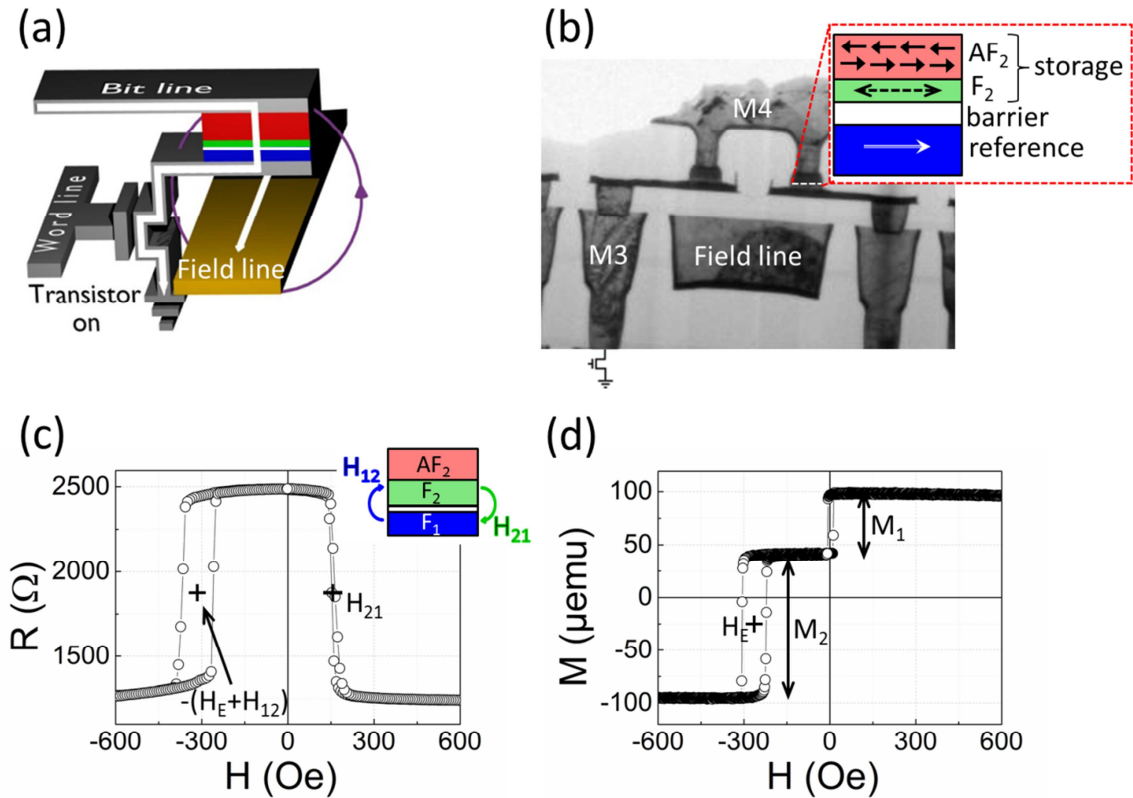 (a)
Bit line
Word line
Field line
Transistor
on
(b)
M4
M3
Field line
AF2
F2
storage
barrier
reference
(c)
2500
2000
1500
R (Ω)
-600 -300 0 300 600
H (Oe)
H12
AF2
F2
F1
H21
H21
-(HE+H12)
(d)
100
50
0
-50
-100
M (μemu)
-600 -300 0 300 600
H (Oe)
M1
HE
M2